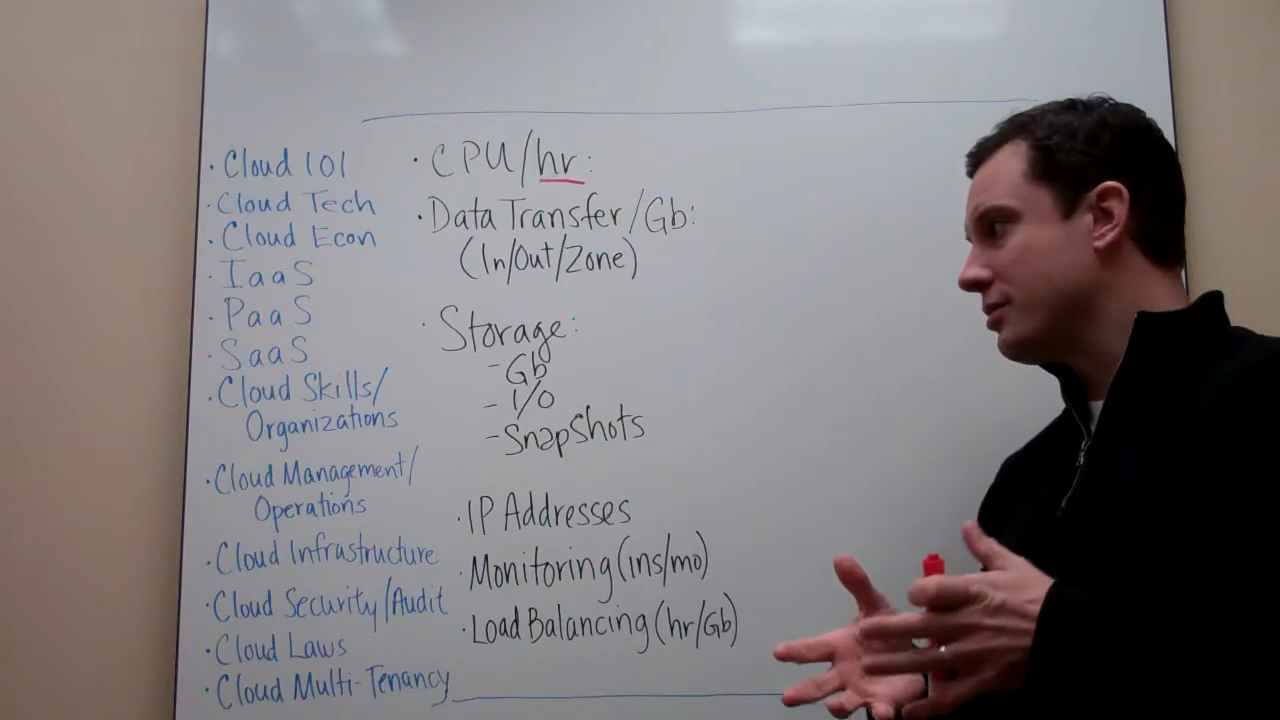 · Cloud 101
· Cloud Tech
· Cloud Econ
· IaaS
· PaaS
· SaaS
· Cloud Skills/
Organizations
· Cloud Management/
Operations
· Cloud Infrastructure
· Cloud Security/Audit
· Cloud Laws
· Cloud Multi-Tenancy
· CPU/hr:
· Data Transfer/Gb:
(In/Out/Zone)
· Storage:
- Gb
- I/O
- SnapShots
· IP Addresses
· Monitoring (ins/mo)
· Load Balancing (hr/Gb)